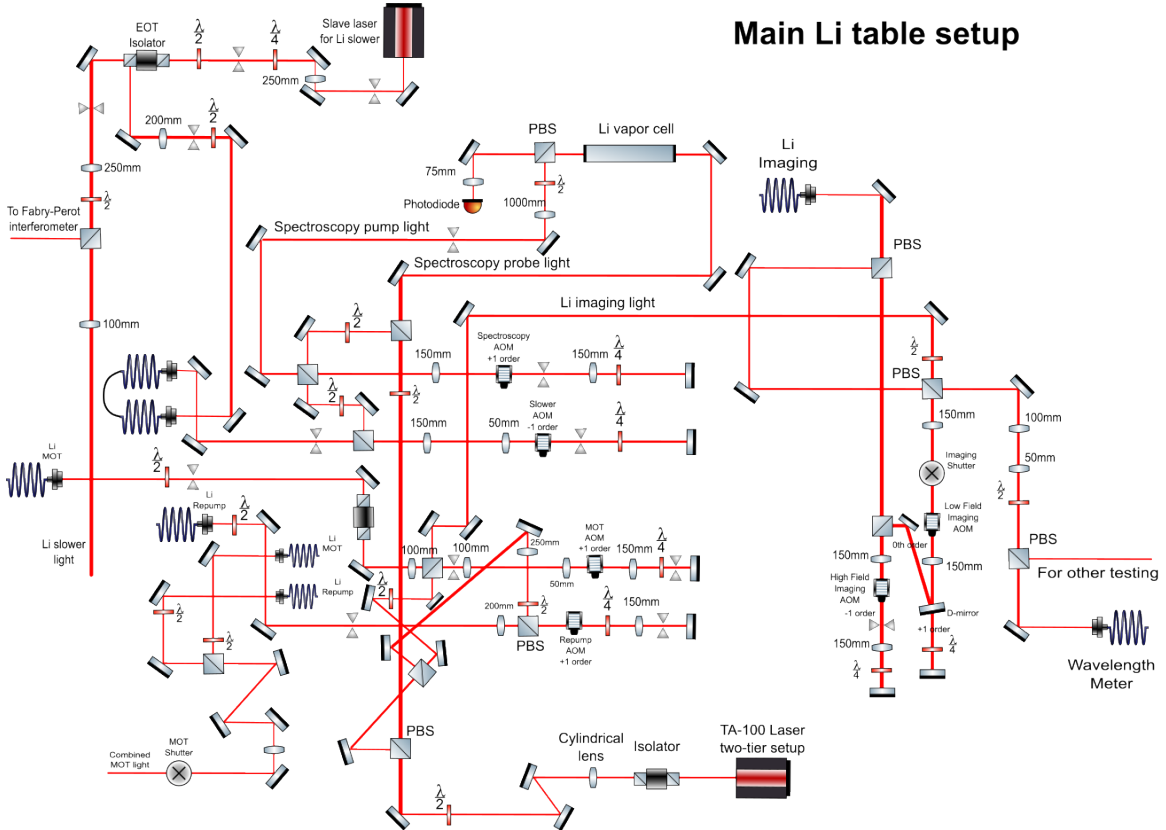 Main Li table setup
EOT
Isolator
λ
2
λ
4
Slave laser
for Li slower
250mm
200mm
λ
2
250mm
λ
2
To Fabry-Perot
interferometer
100mm
PBS
Li vapor cell
75mm
λ
2
1000mm
Photodiode
Spectroscopy pump light
Spectroscopy probe light
Li imaging light
Li
Imaging
PBS
λ
2
150mm
Spectroscopy
AOM
+1 order
150mm
λ
4
λ
2
λ
2
λ
2
PBS
150mm
100mm
150mm
50mm
Slower
AOM
-1 order
λ
4
Li
MOT
λ
2
50mm
Imaging
Shutter
λ
2
Li
Repump
λ
2
Li slower
light
Li
MOT
Li
Repump
λ
2
λ
2
100mm
100mm
250mm
MOT
AOM
+1 order
50mm
150mm
λ
4
λ
2
200mm
λ
2
PBS
Repump
AOM
+1 order
λ
4
150mm
Low Field
Imaging
AOM
0th order
150mm
150mm
High Field
Imaging
AOM
-1 order
D-mirror
+1 order
150mm
λ
4
λ
4
PBS
For other testing
Wavelength
Meter
PBS
Combined
MOT light
MOT
Shutter
λ
2
Cylindrical
lens
Isolator
TA-100 Laser
two-tier setup